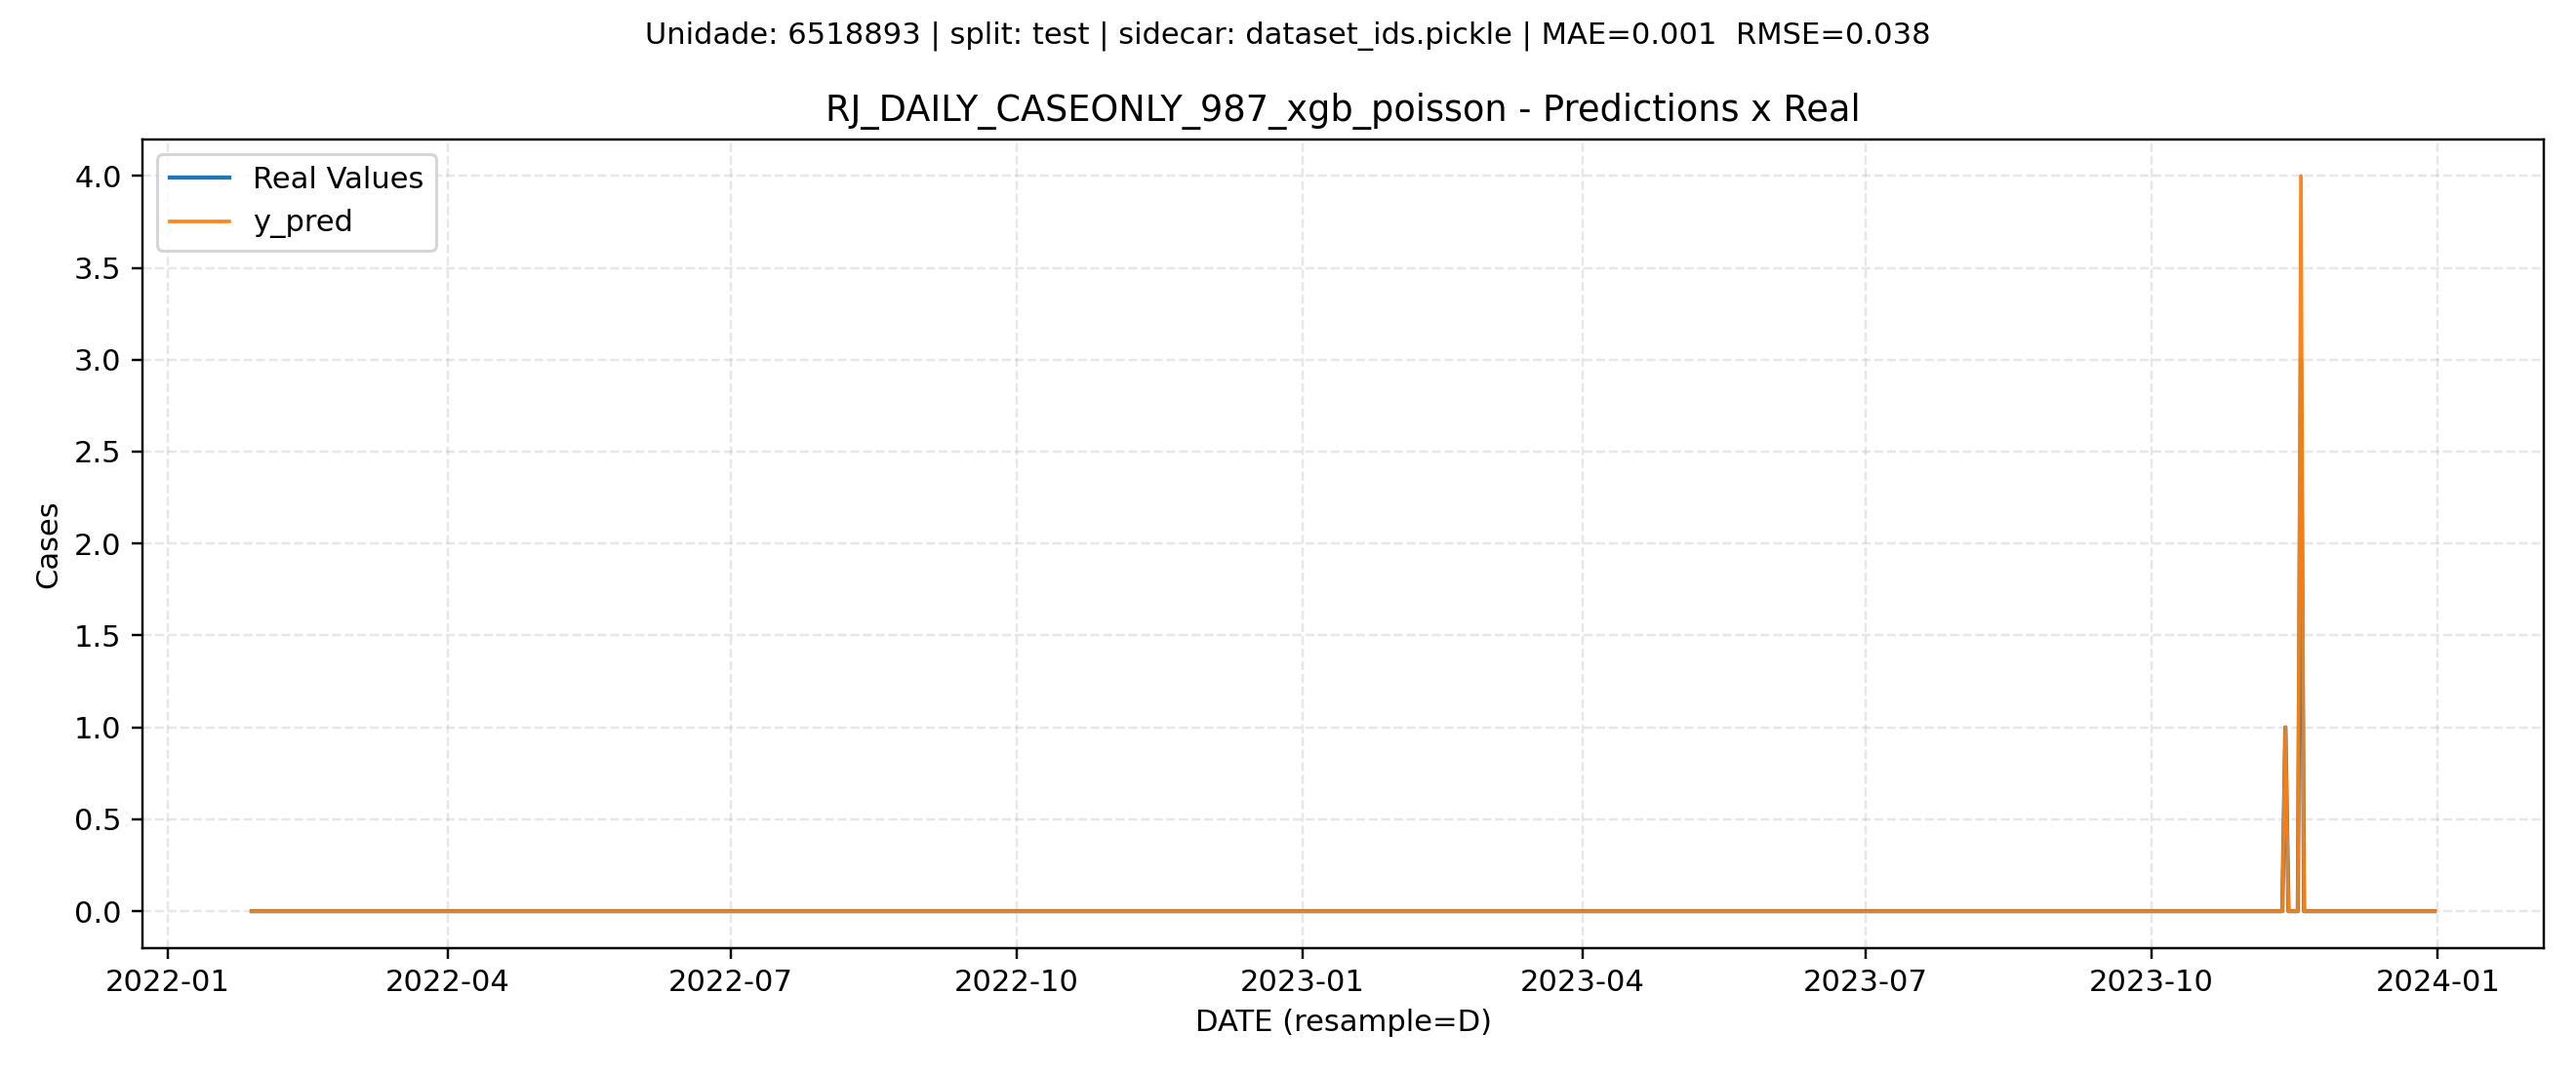 Unidade: 6518893 | split: test | sidecar: dataset_ids.pickle | MAE=0.001  RMSE=0.038
RJ_DAILY_CASEONLY_987_xgb_poisson - Predictions x Real
Real Values
y_pred
4.0
3.5
3.0
2.5
2.0
1.5
1.0
0.5
0.0
Cases
2022-01 2022-04 2022-07 2022-10 2023-01 2023-04 2023-07 2023-10 2024-01
DATE (resample=D)